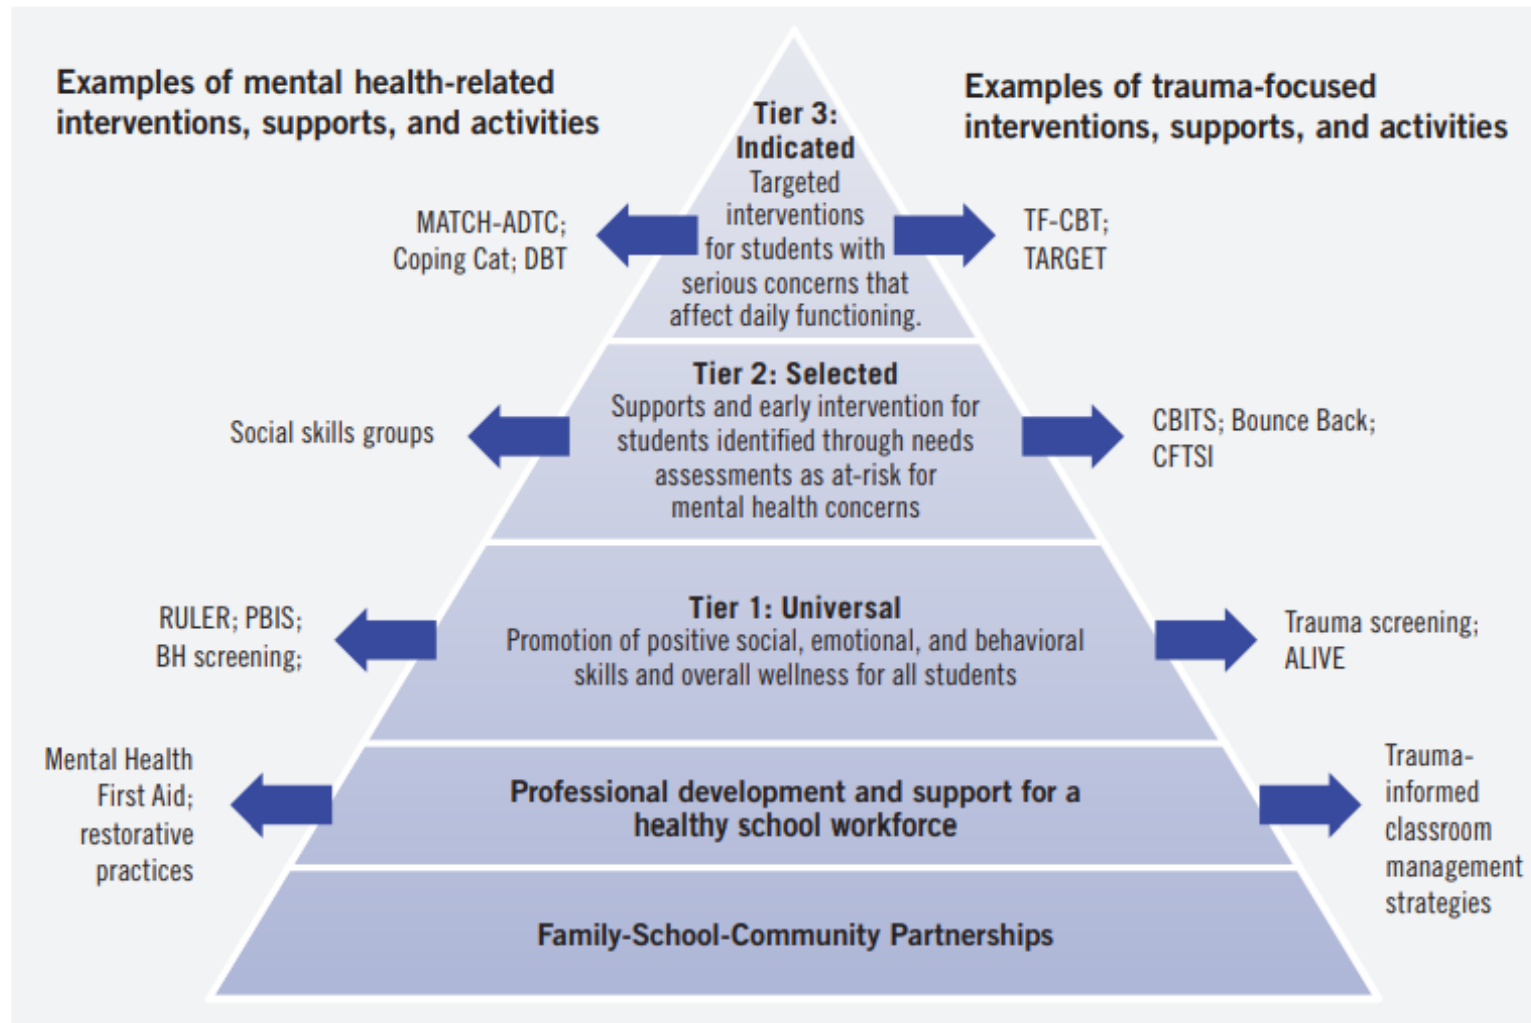 Examples of mental health-related
interventions, supports, and activities
Examples of trauma-focused
interventions, supports, and activities
Tier 3:
Indicated
Targeted
interventions
for students with
serious concerns that
affect daily functioning.
MATCH-ADTC;
Coping Cat; DBT
TF-CBT;
TARGET
Tier 2: Selected
Supports and early intervention for
students identified through needs
assessments as at-risk for
mental health concerns
Social skills groups
CBITS; Bounce Back;
CFTSI
Tier 1: Universal
Promotion of positive social, emotional, and behavioral
skills and overall wellness for all students
RULER; PBIS;
BH screening;
Trauma screening;
ALIVE
Professional development and support for a
healthy school workforce
Mental Health
First Aid;
restorative
practices
Trauma-
informed
classroom
management
strategies
Family-School-Community Partnerships